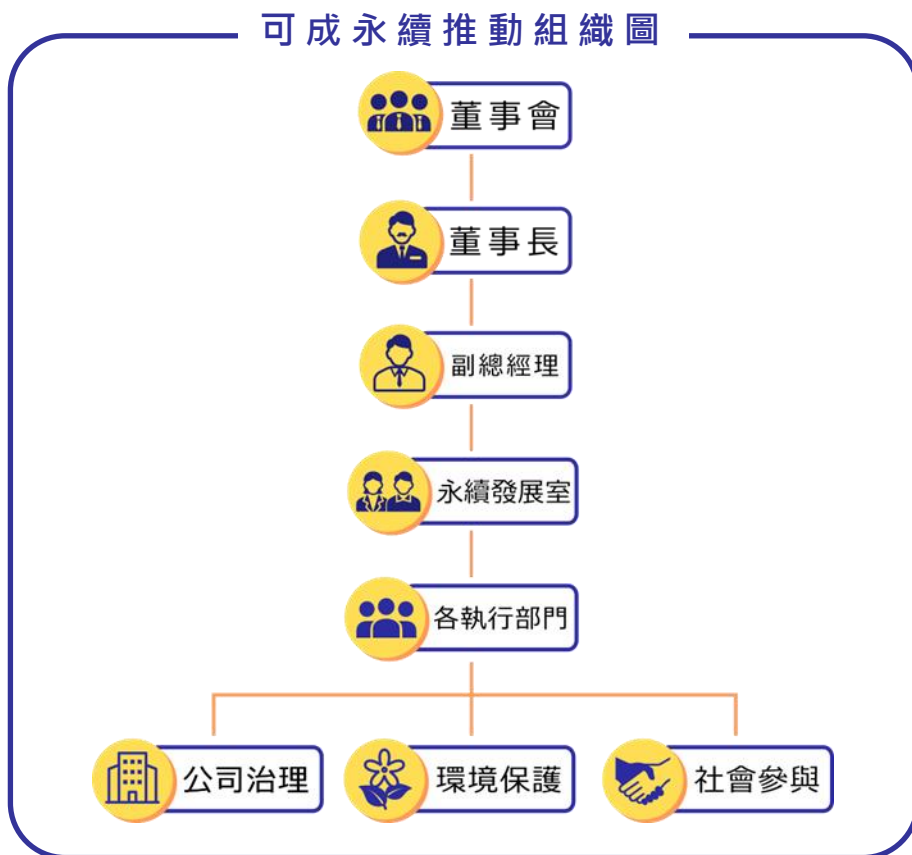 可成永續推動組織圖
董事會
董事長
副總經理
永續發展室
各執行部門
公司治理
環境保護
社會參與